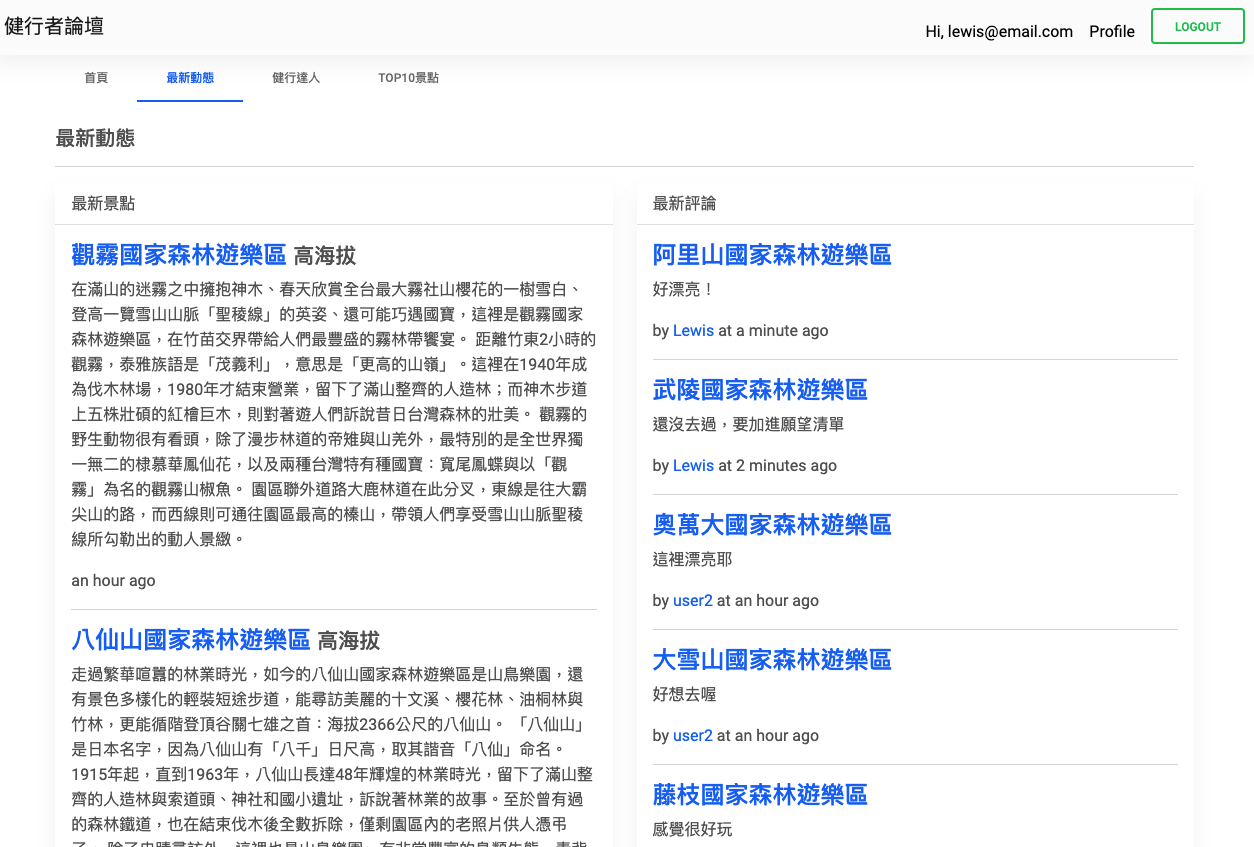 健行者論壇
Hi, lewis@email.com Profile LOGOUT
首頁 最新動態 健行達人 TOP10景點
最新動態
最新景點
觀霧國家森林遊樂區 高海拔
在滿山的迷霧之中擁抱神木、春天欣賞全台最大霧社山櫻花的一樹雪白、
登高一覽雪山山脈「聖稜線」的英姿、還可能巧遇國寶，這裡是觀霧國家
森林遊樂區，在竹苗交界帶給人們最豐盛的霧林帶饗宴。 距離竹東2小時的
觀霧，泰雅族語是「茂義利」，意思是「更高的山嶺」。這裡在1940年成
為伐木林場，1980年才結束營業，留下了滿山整齊的人造林；而神木步道
上五株壯碩的紅檜巨木，則對著遊人們訴說昔日台灣森林的壯美。 觀霧的
野生動物很有看頭，除了漫步林道的帝雉與山羌外，最特別的是全世界獨
一無二的棣慕華鳳仙花，以及兩種台灣特有種國寶：寬尾鳳蝶與以「觀
霧」為名的觀霧山椒魚。 園區聯外道路大鹿林道在此分叉，東線是往大霸
尖山的路，而西線則可通往園區最高的榛山，帶領人們享受雪山山脈聖稜
線所勾勒出的動人景緻。
an hour ago
八仙山國家森林遊樂區 高海拔
走過繁華喧囂的林業時光，如今的八仙山國家森林遊樂區是山鳥樂園，還
有景色多樣化的輕裝短途步道，能尋訪美麗的十文溪、櫻花林、油桐林與
竹林，更能循階登頂谷關七雄之首：海拔2366公尺的八仙山。 「八仙山」
是日本名字，因為八仙山有「八千」日尺高，取其諧音「八仙」命名。
1915年起，直到1963年，八仙山長達48年輝煌的林業時光，留下了滿山整
齊的人造林與索道頭、神社和國小遺址，訴說著林業的故事。至於曾有過
的森林鐵道，也在結束伐木後全數拆除，僅剩園區內的老照片供人憑弔
最新評論
阿里山國家森林遊樂區
好漂亮！
by Lewis at a minute ago
武陵國家森林遊樂區
還沒去過，要加進願望清單
by Lewis at 2 minutes ago
奧萬大國家森林遊樂區
這裡漂亮耶
by user2 at an hour ago
大雪山國家森林遊樂區
好想去喔
by user2 at an hour ago
藤枝國家森林遊樂區
感覺很好玩